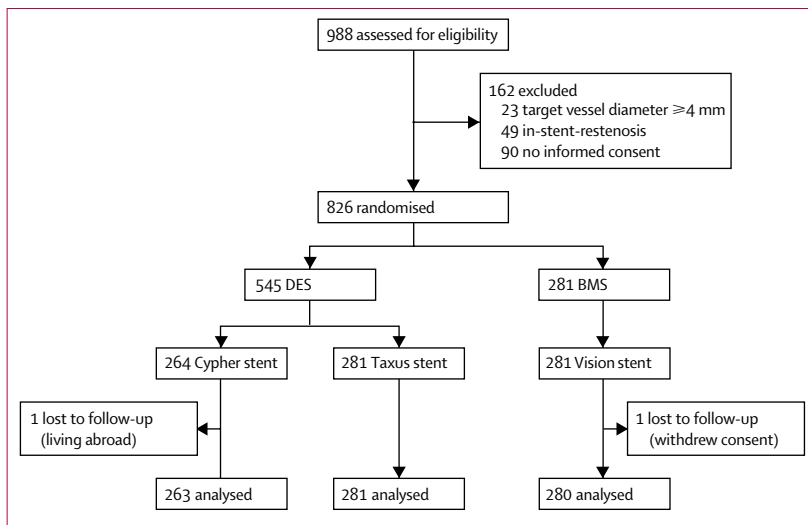 988 assessed for eligibility
162 excluded
23 target vessel diameter ≥4 mm
49 in-stent-restenosis
90 no informed consent
826 randomised
545 DES
281 BMS
264 Cypher stent
281 Taxus stent
281 Vision stent
1 lost to follow-up
(living abroad)
1 lost to follow-up
(withdrew consent)
263 analysed
281 analysed
280 analysed